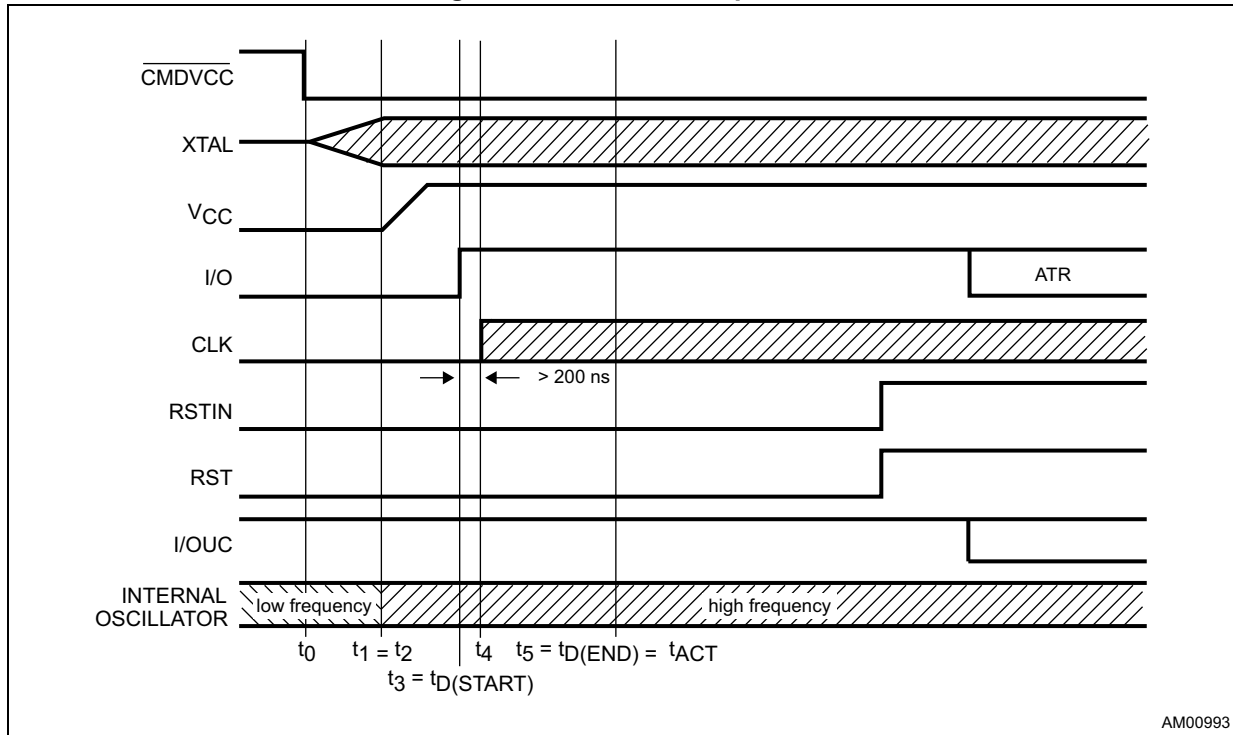 CMDVCC
XTAL
VCC
I/O
ATR
CLK
> 200 ns
RSTIN
RST
I/OUC
INTERNAL
OSCILLATOR
low frequency
high frequency
t0 t1 = t2 t4 t5 = tD(END) = tACT
t3 = tD(START)
AM00993